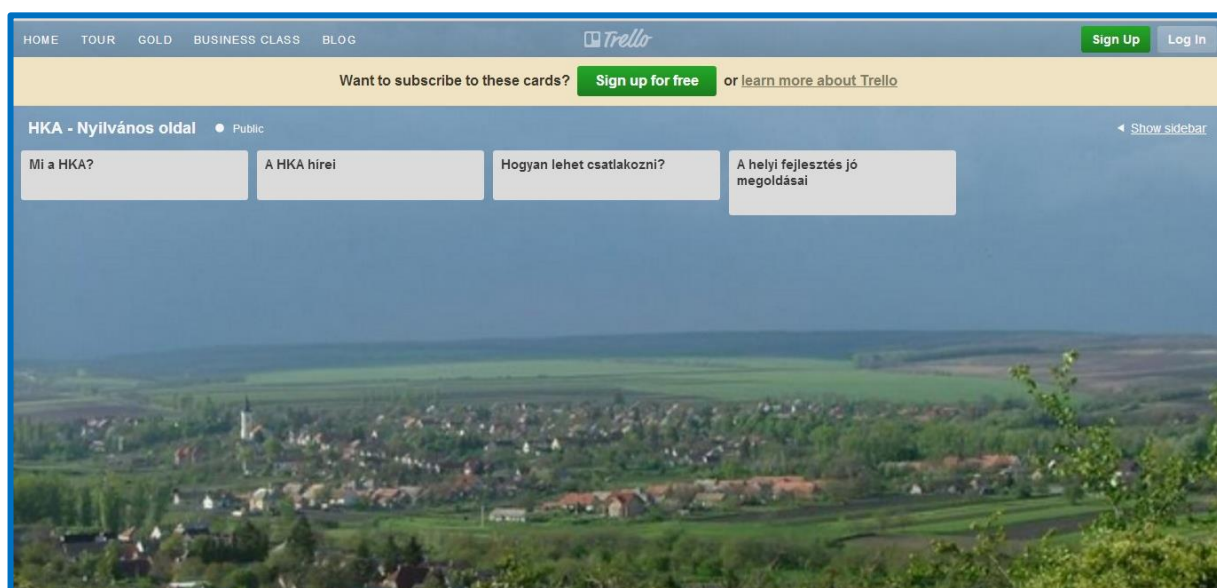 HOME TOUR GOLD BUSINESS CLASS BLOG Trello Sign Up Log In
Want to subscribe to these cards? Sign up for free or learn more about Trello
HKA - Nyilvános oldal Public Show sidebar
Mi a HKA?
A HKA hírei
Hogyan lehet csatlakozni?
A helyi fejlesztés jó
megoldásai